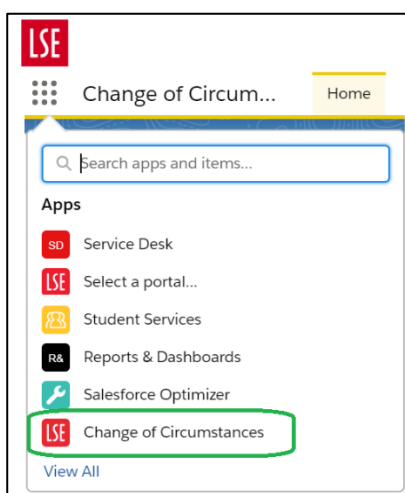 LSE
Change of Circum... Home
Search apps and items...
Apps
SD Service Desk
LSE Select a portal...
Student Services
R& Reports & Dashboards
Salesforce Optimizer
LSE Change of Circumstances
View All